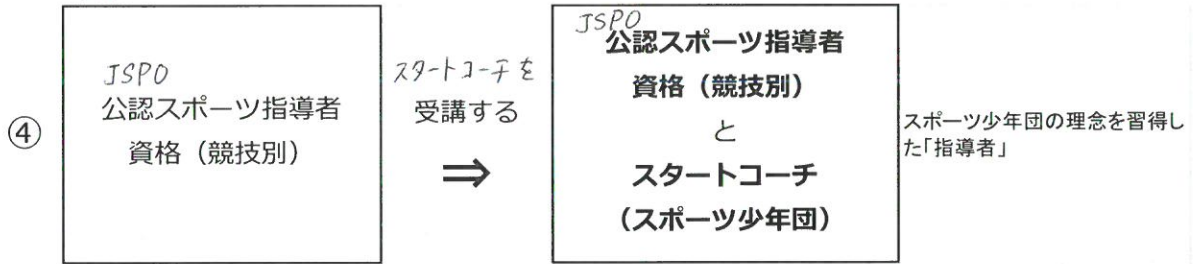 ④
JSPO
公認スポーツ指導者
資格（競技別）
スタートコーチを
受講する
⇒
JSPO
公認スポーツ指導者
資格（競技別）
と
スタートコーチ
（スポーツ少年団）
スポーツ少年団の理念を習得し
た「指導者」